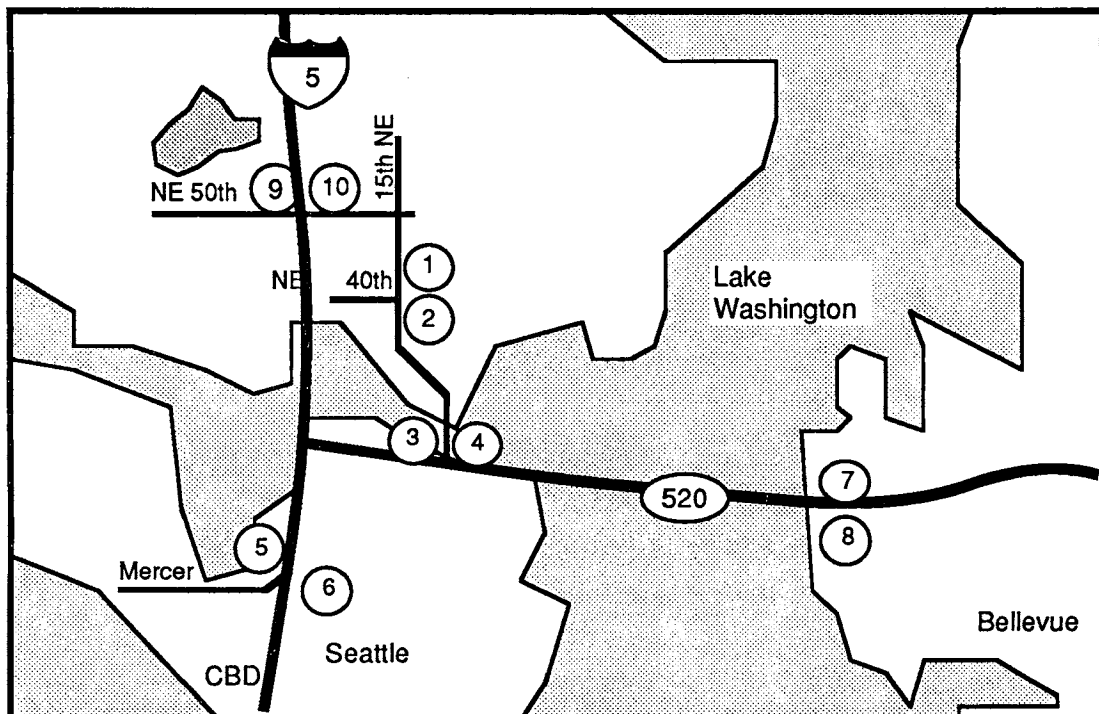 5
15th NE
NE 50th
9
10
1
NE
40th
2
Lake
Washington
3
4
7
520
8
5
Mercer
6
Bellevue
Seattle
CBD